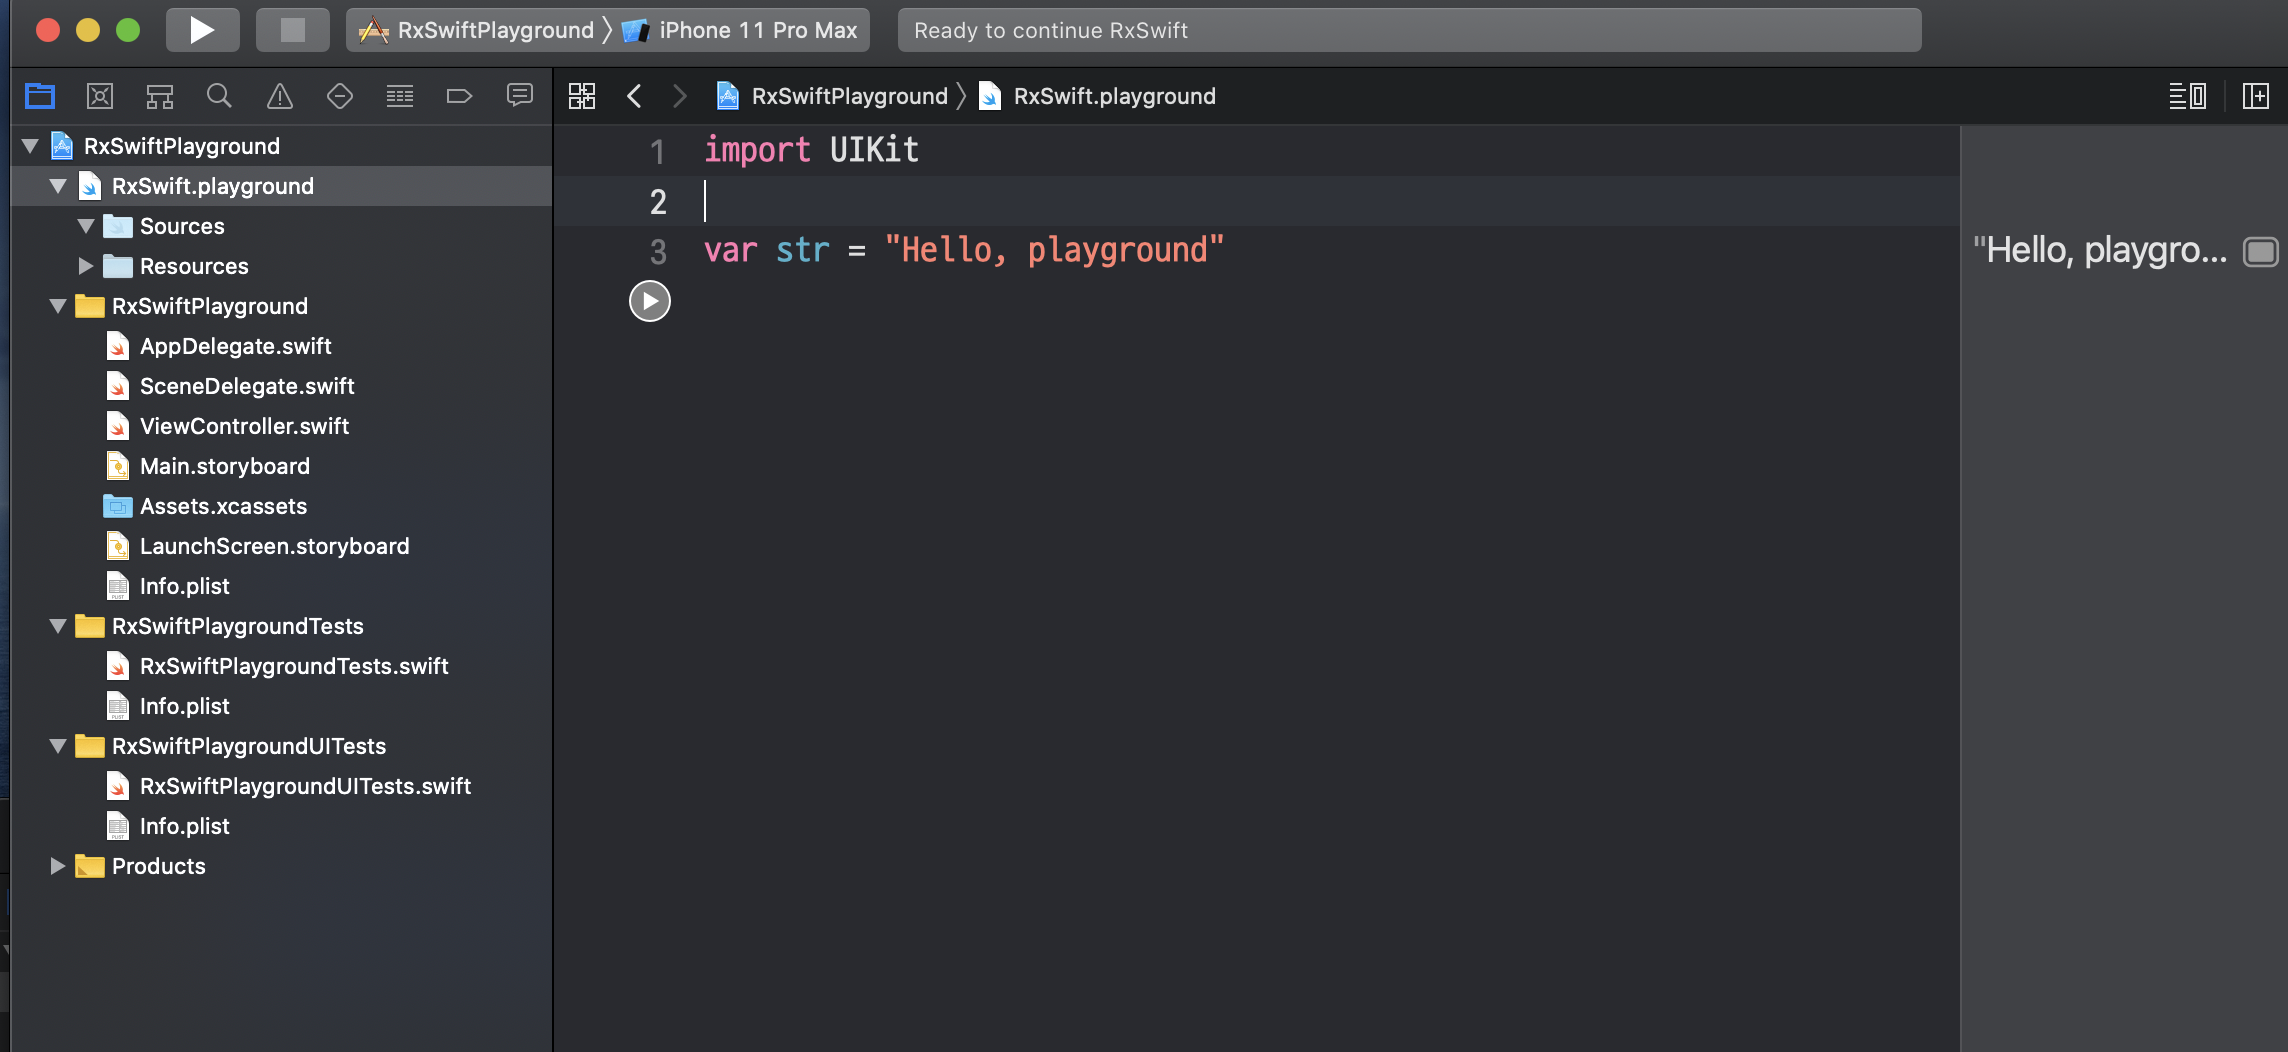 RxSwiftPlayground 〉 iPhone 11 Pro Max
Ready to continue RxSwift
RxSwiftPlayground 〉 RxSwift.playground
RxSwiftPlayground
RxSwift.playground
Sources
Resources
RxSwiftPlayground
AppDelegate.swift
SceneDelegate.swift
ViewController.swift
Main.storyboard
Assets.xcassets
LaunchScreen.storyboard
Info.plist
RxSwiftPlaygroundTests
RxSwiftPlaygroundTests.swift
Info.plist
RxSwiftPlaygroundUITests
RxSwiftPlaygroundUITests.swift
Info.plist
Products
1 import UIKit
2
3 var str = "Hello, playground"
"Hello, playgro...